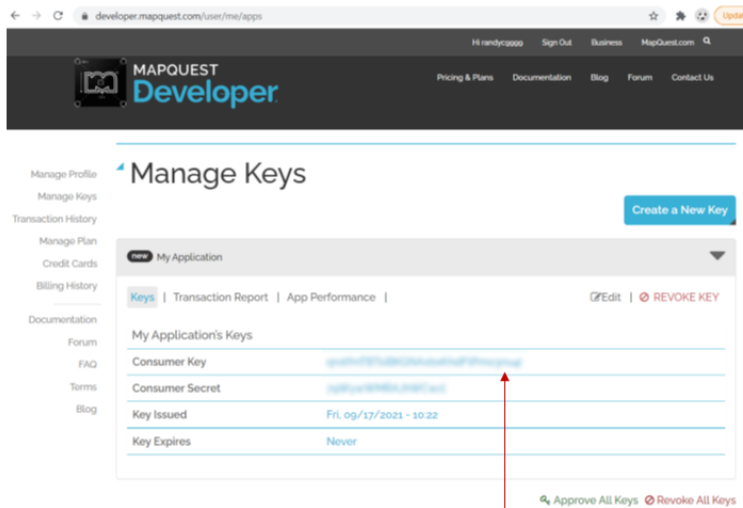 developer.mapquest.com/user/me/apps
Hi randycgggg Sign Out Business MapQuest.com
MAPQUEST
Developer
Pricing & Plans Documentation Blog Forum Contact Us
Manage Profile
Manage Keys
Transaction History
Manage Plan
Credit Cards
Billing History
Documentation
Forum
FAQ
Terms
Blog
Manage Keys
Create a New Key
new My Application
Keys | Transaction Report | App Performance |
Edit | REVOKE KEY
My Application's Keys
Consumer Key
Consumer Secret
Key Issued Fri, 09/17/2021 - 10:22
Key Expires Never
Approve All Keys Revoke All Keys